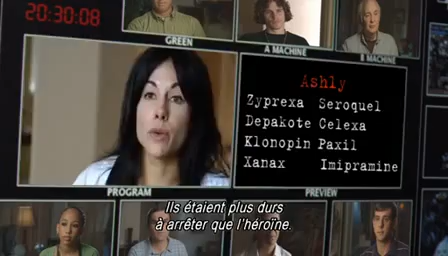 20:30:08
GREEN
A MACHINE
B MACHINE
Ashly
Zyprexa Seroquel
Depakote Celexa
Klonopin Paxil
Xanax Imipramine
PROGRAM
PREVIEW
Ils étaient plus durs
à arrêter que l'héroïne.